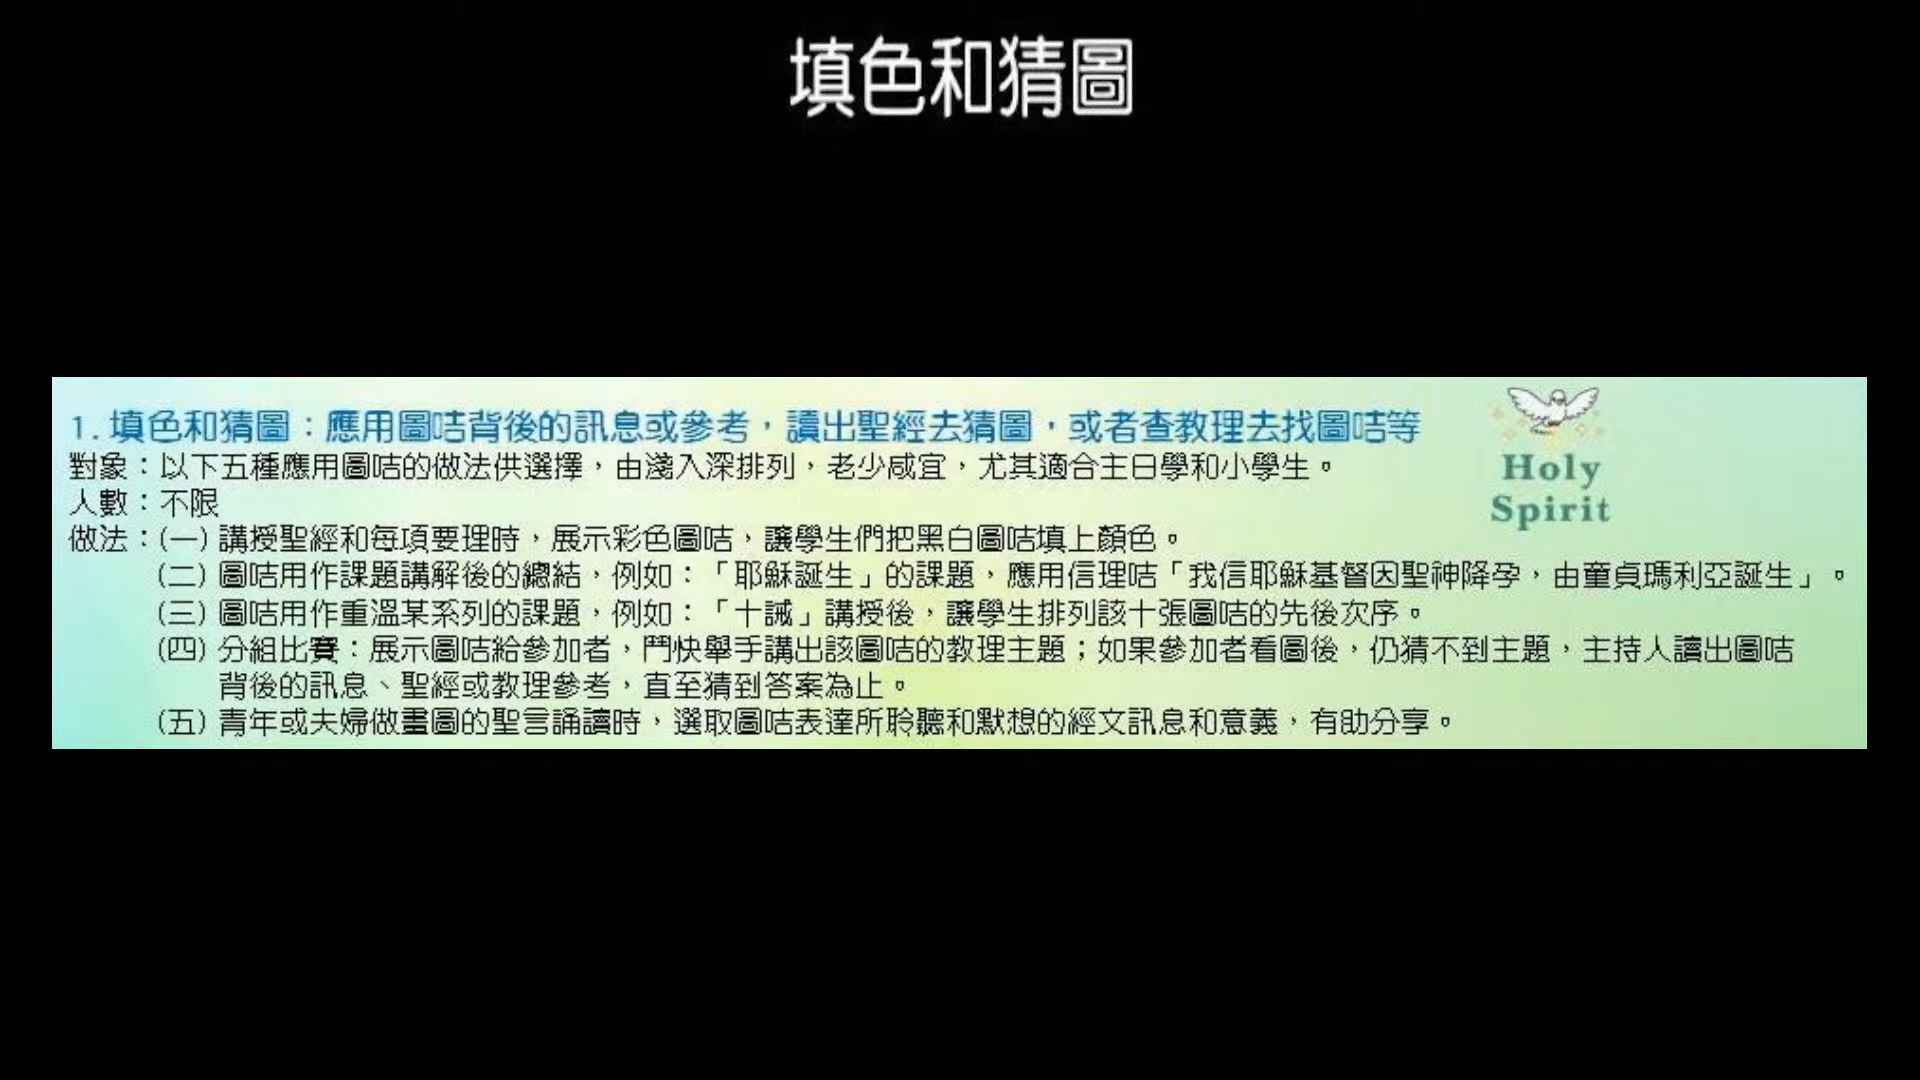 填色和猜圖
1. 填色和猜圖：應用圖咭背後的訊息或參考，讀出聖經去猜圖，或者查教理去找圖咭等
對象：以下五種應用圖咭的做法供選擇，由淺入深排列，老少咸宜，尤其適合主日學和小學生。
人數：不限
做法：(一) 講授聖經和每項要理時，展示彩色圖咭，讓學生們把黑白圖咭填上顏色。
(二) 圖咭用作課題講解後的總結，例如：「耶穌誕生」的課題，應用信理咭「我信耶穌基督因聖神降孕，由童貞瑪利亞誕生」。
(三) 圖咭用作重溫某系列的課題，例如：「十誡」講授後，讓學生排列該十張圖咭的先後次序。
(四) 分組比賽：展示圖咭給參加者，鬥快舉手講出該圖咭的教理主題；如果參加者看圖後，仍猜不到主題，主持人讀出圖咭
背後的訊息、聖經或教理參考，直至猜到答案為止。
(五) 青年或夫婦做畫圖的聖言誦讀時，選取圖咭表達所聆聽和默想的經文訊息和意義，有助分享。
Holy
Spirit